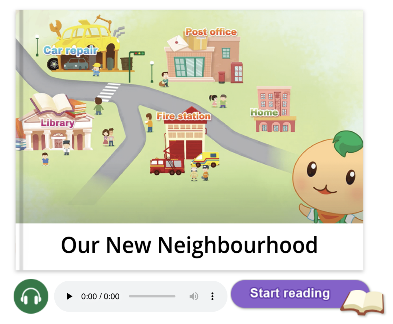 Post office
Car repair
Fire station
Home
Library
Our New Neighbourhood
0:00 / 0:00
Start reading